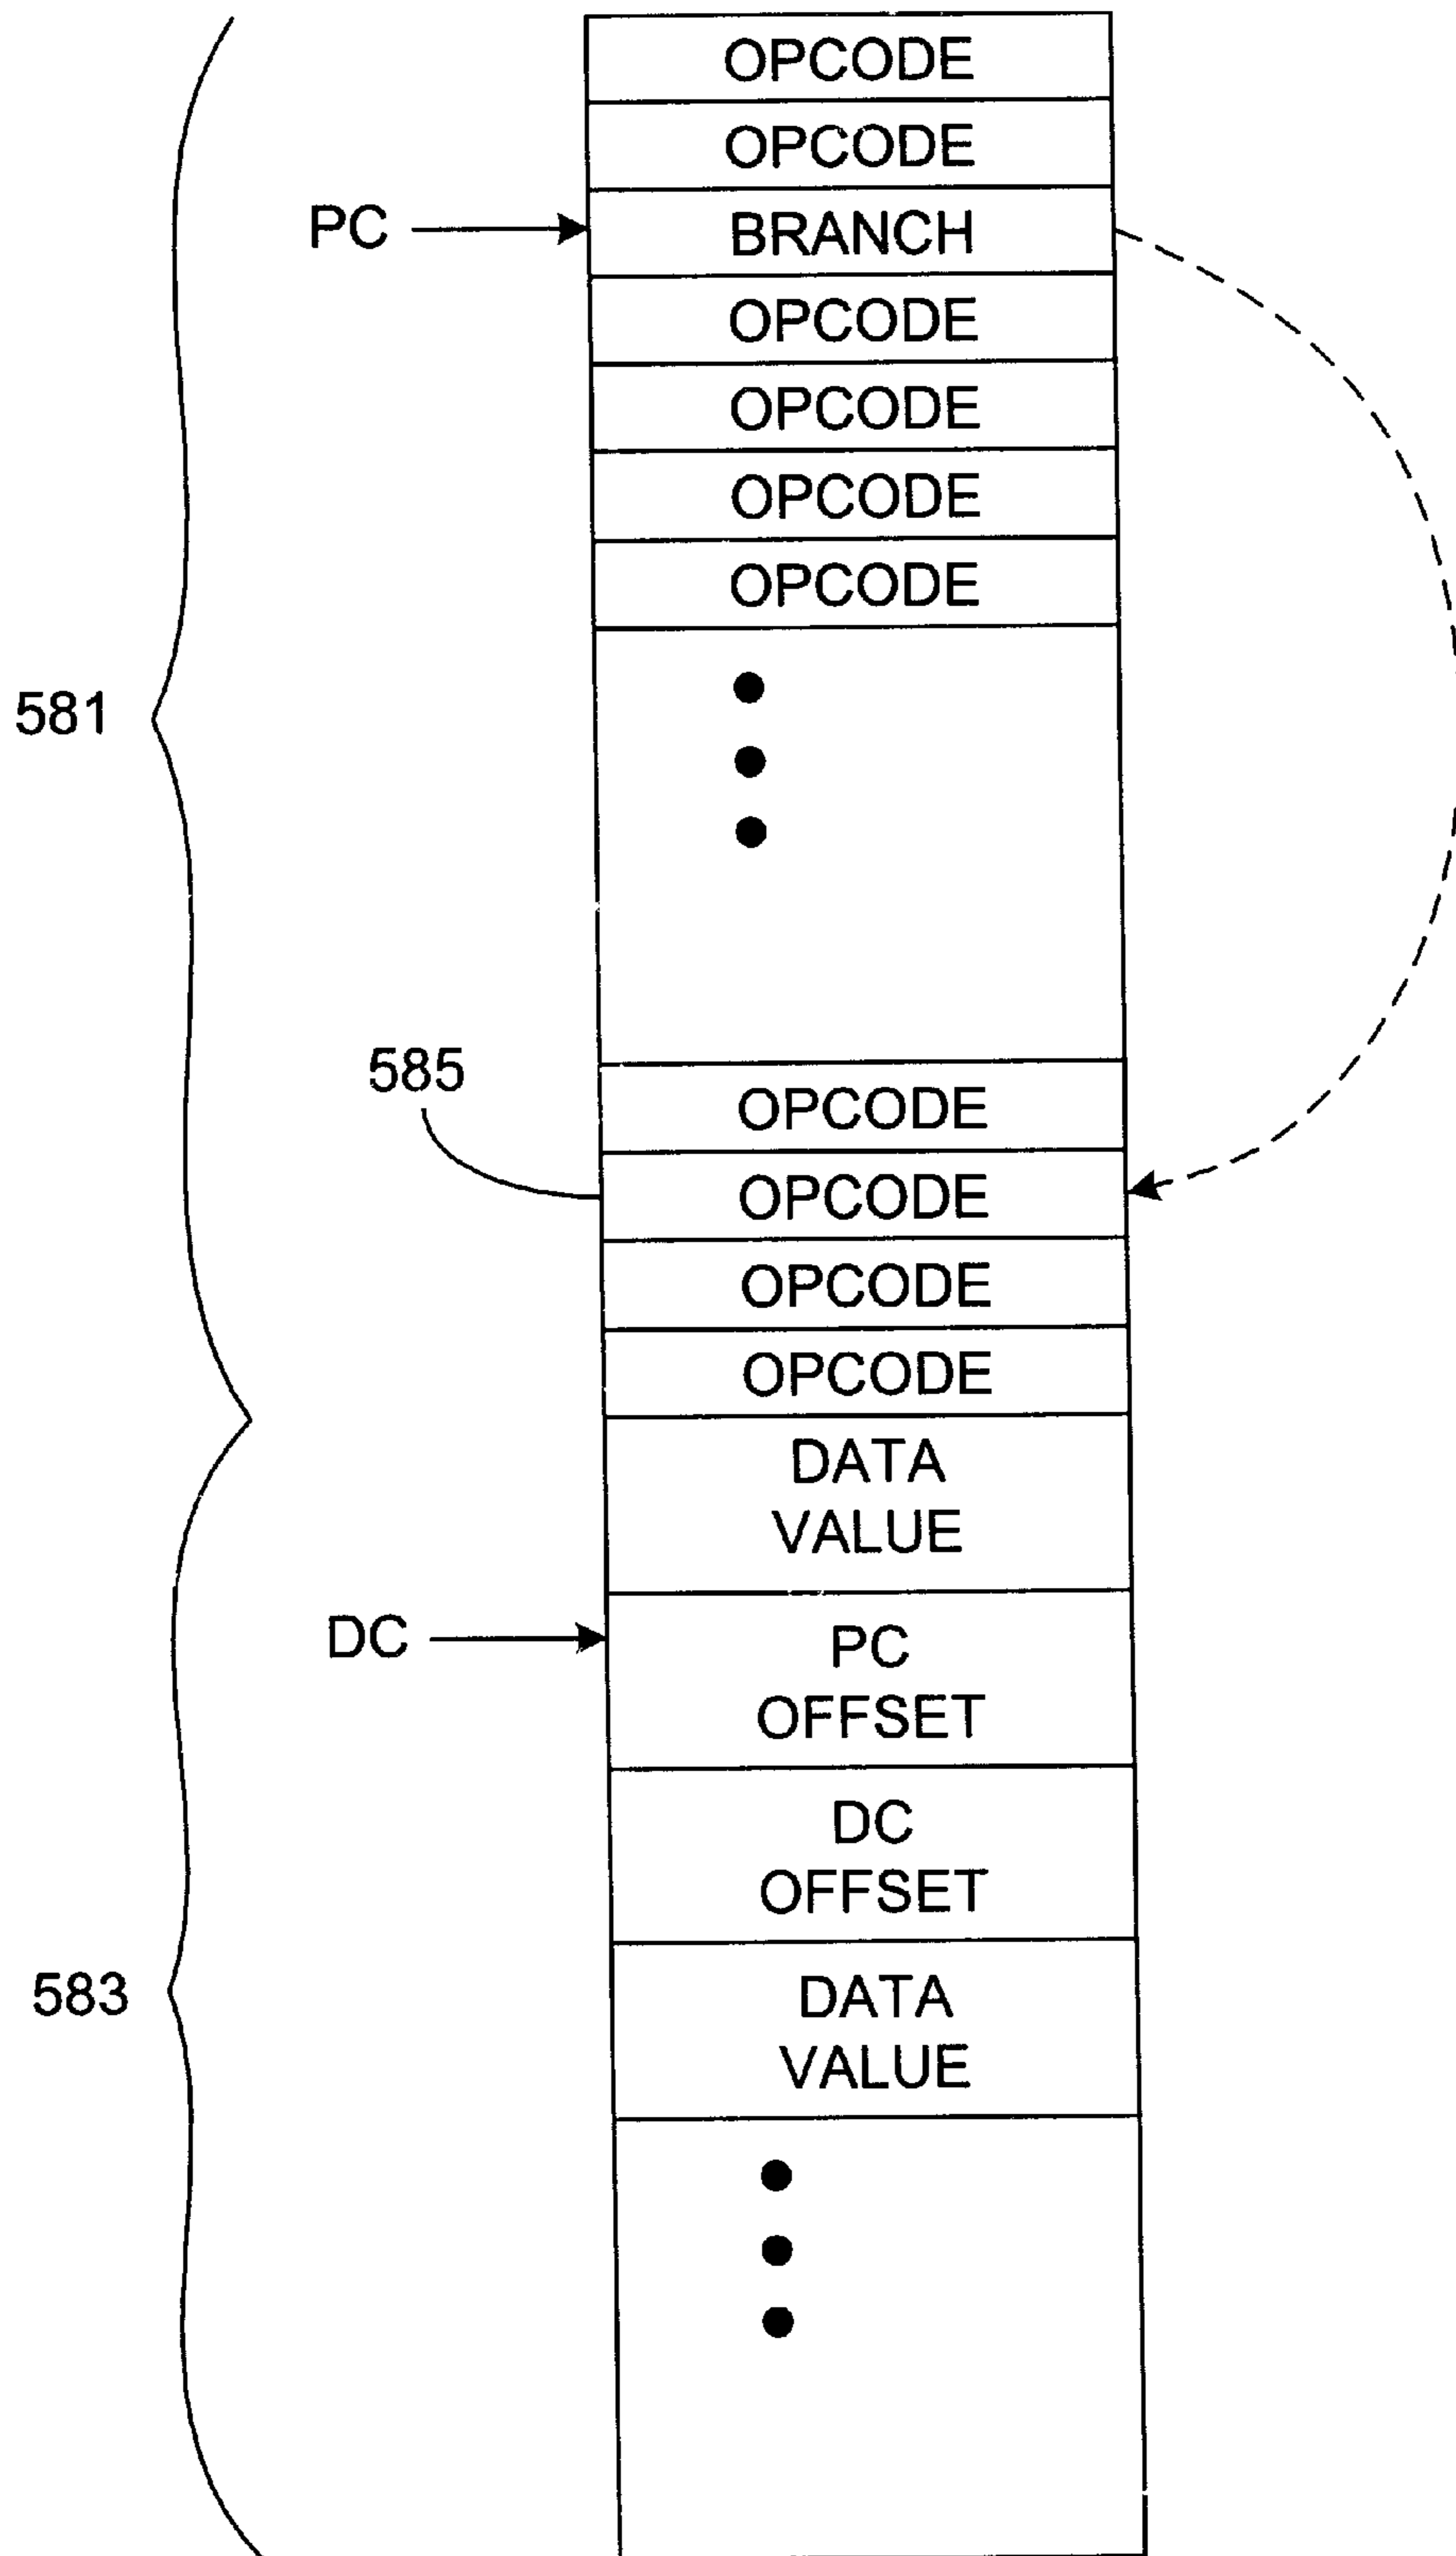 OPCODE
OPCODE
PC
BRANCH
OPCODE
OPCODE
OPCODE
OPCODE
581
585
OPCODE
OPCODE
OPCODE
OPCODE
DATA
VALUE
DC
PC
OFFSET
DC
OFFSET
583
DATA
VALUE